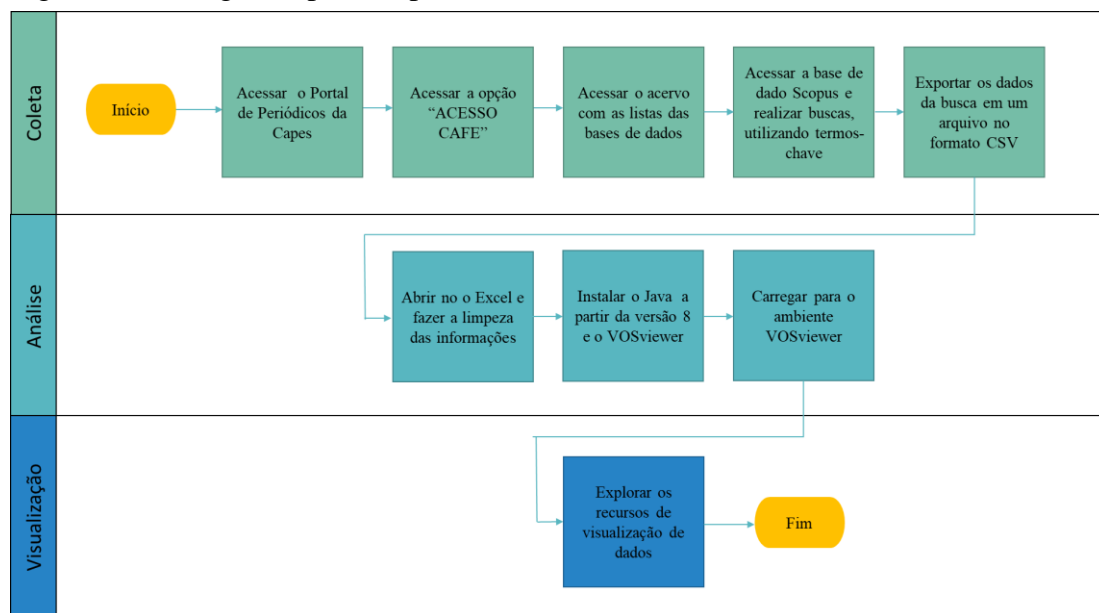 Coleta
Início
Acessar o Portal
de Periódicos da
Capes
Acessar a opção
“ACESSO
CAFE”
Acessar o acervo
com as listas das
bases de dados
Acessar a base de
dado Scopus e
realizar buscas,
utilizando termos-
chave
Exportar os dados
da busca em um
arquivo no
formato CSV
Análise
Abrir no o Excel e
fazer a limpeza
das informações
Instalar o Java a
partir da versão 8
e o VOSviewer
Carregar para o
ambiente
VOSviewer
Visualização
Explorar os
recursos de
visualização de
dados
Fim